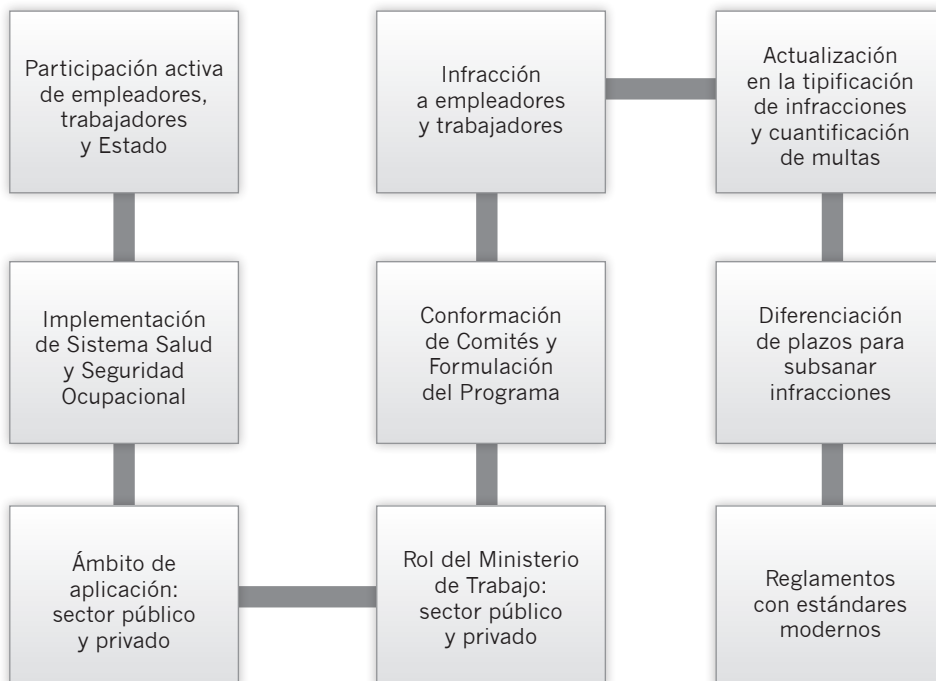 Participación activa
de empleadores,
trabajadores
y Estado
Implementación
de Sistema Salud
y Seguridad
Ocupacional
Ámbito de
aplicación:
sector público
y privado
Rol del Ministerio
de Trabajo:
sector público
y privado
Conformación
de Comités y
Formulación
del Programa
Infracción
a empleadores
y trabajadores
Actualización
en la tipificación
de infracciones
y cuantificación
de multas
Diferenciación
de plazos para
subsanar
infracciones
Reglamentos
con estándares
modernos